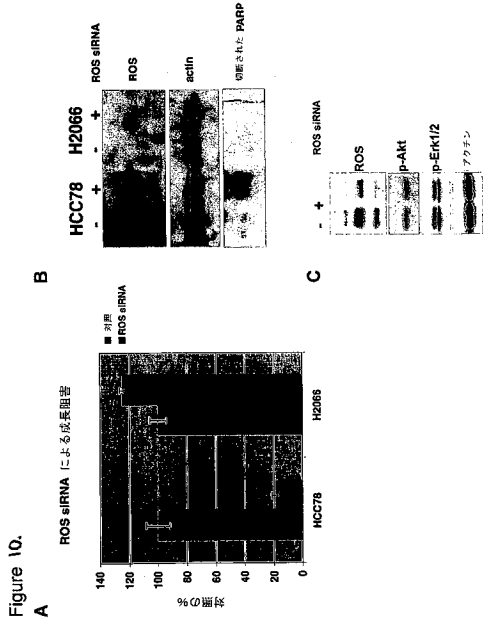 Figure 10.
A
ROS siRNA による成長阻害
対照
ROS siRNA
対照の%
140
120
100
80
60
40
20
0
HCC78
H2066
B
HCC78 H2066
- + - + ROS siRNA
ROS
actin
切断された PARP
C
- + ROS siRNA
ROS
p-Akt
p-Erk1/2
アクチン